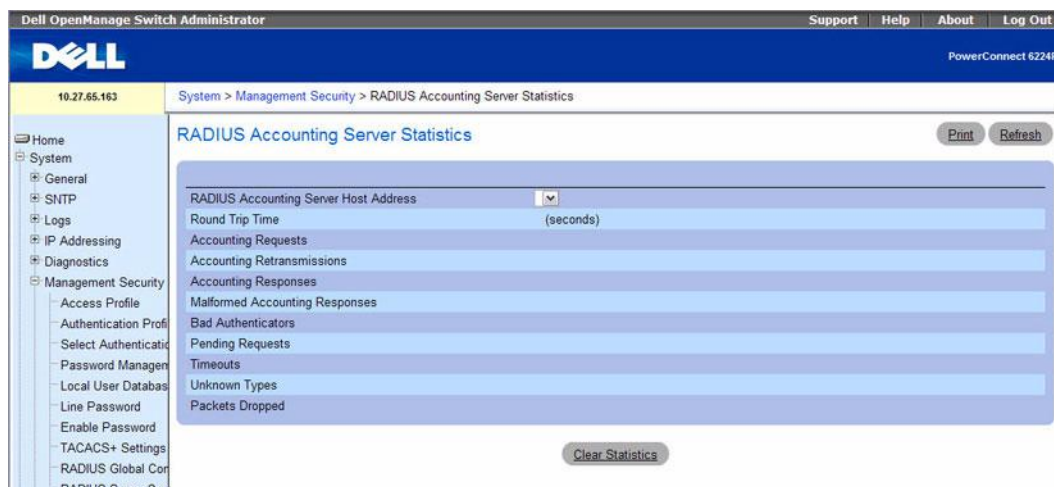 Dell OpenManage Switch Administrator
Support Help About Log Out
DELL
PowerConnect 6224
10.27.65.163
System > Management Security > RADIUS Accounting Server Statistics
RADIUS Accounting Server Statistics
Print Refresh
Home
System
General
SNTP
Logs
IP Addressing
Diagnostics
Management Security
Access Profile
Authentication Profi
Select Authenticatic
Password Managem
Local User Databas
Line Password
Enable Password
TACACS+ Settings
RADIUS Global Cor
RADIUS Accounting Server Host Address
Round Trip Time (seconds)
Accounting Requests
Accounting Retransmissions
Accounting Responses
Malformed Accounting Responses
Bad Authenticators
Pending Requests
Timeouts
Unknown Types
Packets Dropped
Clear Statistics